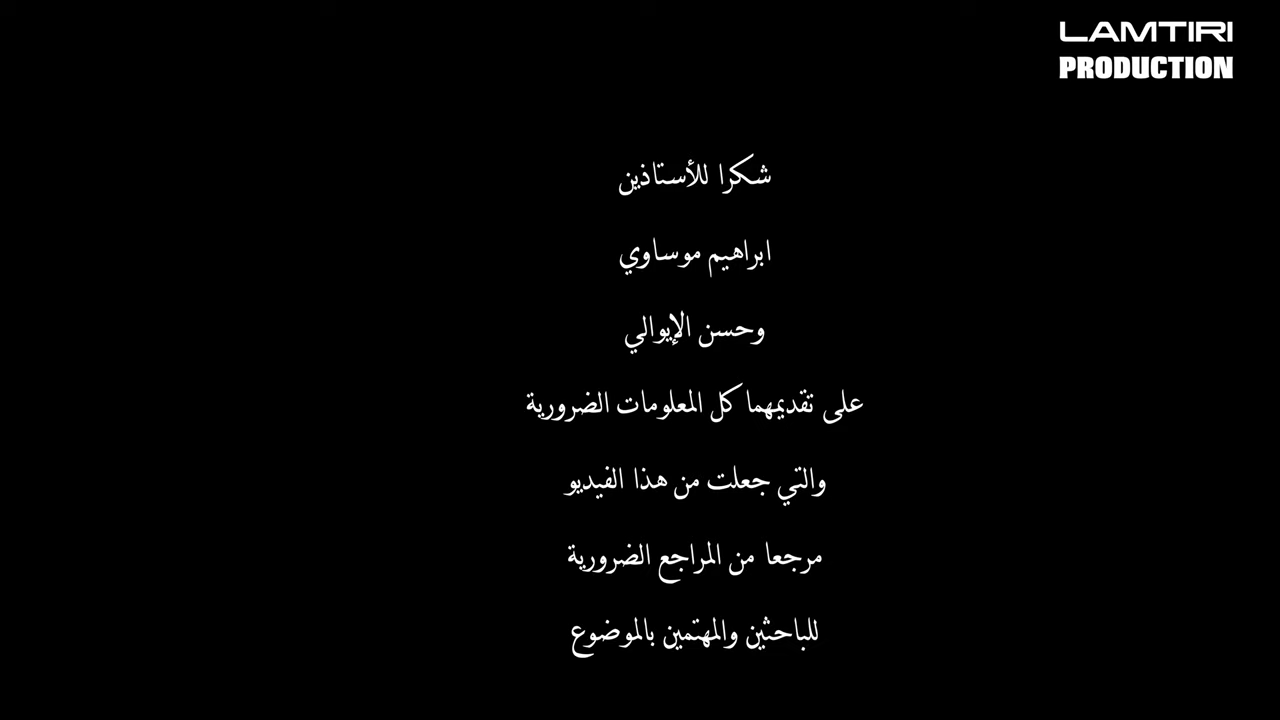 LAMTIRI
PRODUCTION
شكرا للأستاذين
ابراهيم موساوي
وحسن الإيوالي
على تقديمهما كل المعلومات الضرورية
والتي جعلت من هذا الفيديو
مرجعا من المراجع الضرورية
للباحثين والمهتمين بالموضوع